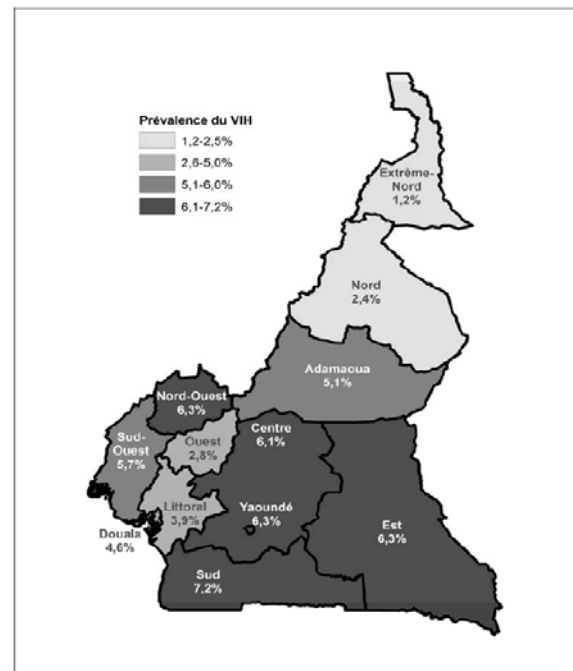 Prévalence du VIH
1,2-2,5%
2,6-5,0%
5,1-6,0%
6,1-7,2%
Extrême-
Nord
1,2%
Nord
2,4%
Adamaoua
5,1%
Nord-Ouest
6,3%
Sud-
Ouest
5,7%
Ouest
2,8%
Centre
6,1%
Littoral
3,9%
Yaoundé
6,3%
Douala
4,6%
Est
6,3%
Sud
7,2%